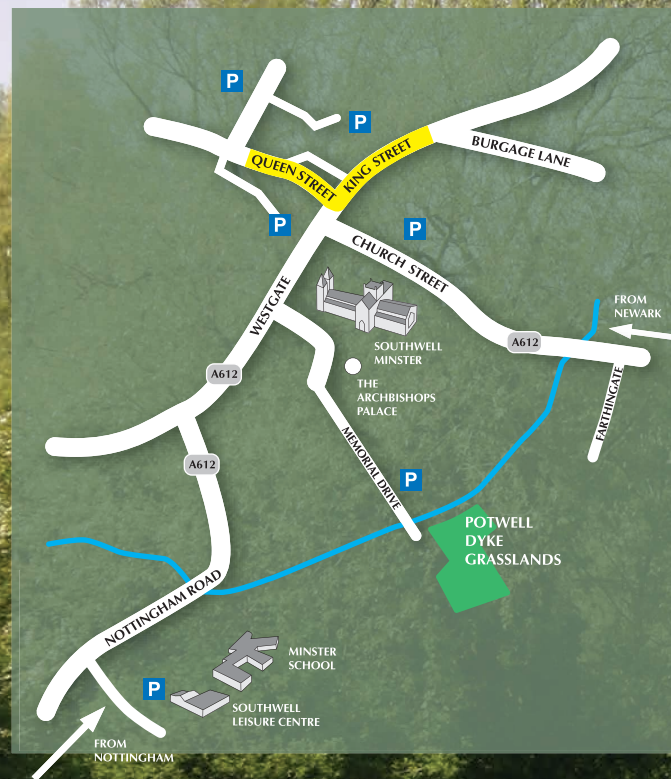 P
P
QUEEN STREET
KING STREET
BURGAGE LANE
P
P
CHURCH STREET
WESTGATE
FROM
NEWARK
A612
SOUTHWELL
MINSTER
A612
THE
ARCHBISHOPS
PALACE
FARTHINGATE
MEMORIAL DRIVE
A612
P
POTWELL
DYKE
GRASSLANDS
NOTTINGHAM ROAD
MINSTER
SCHOOL
P
SOUTHWELL
LEISURE CENTRE
FROM
NOTTINGHAM